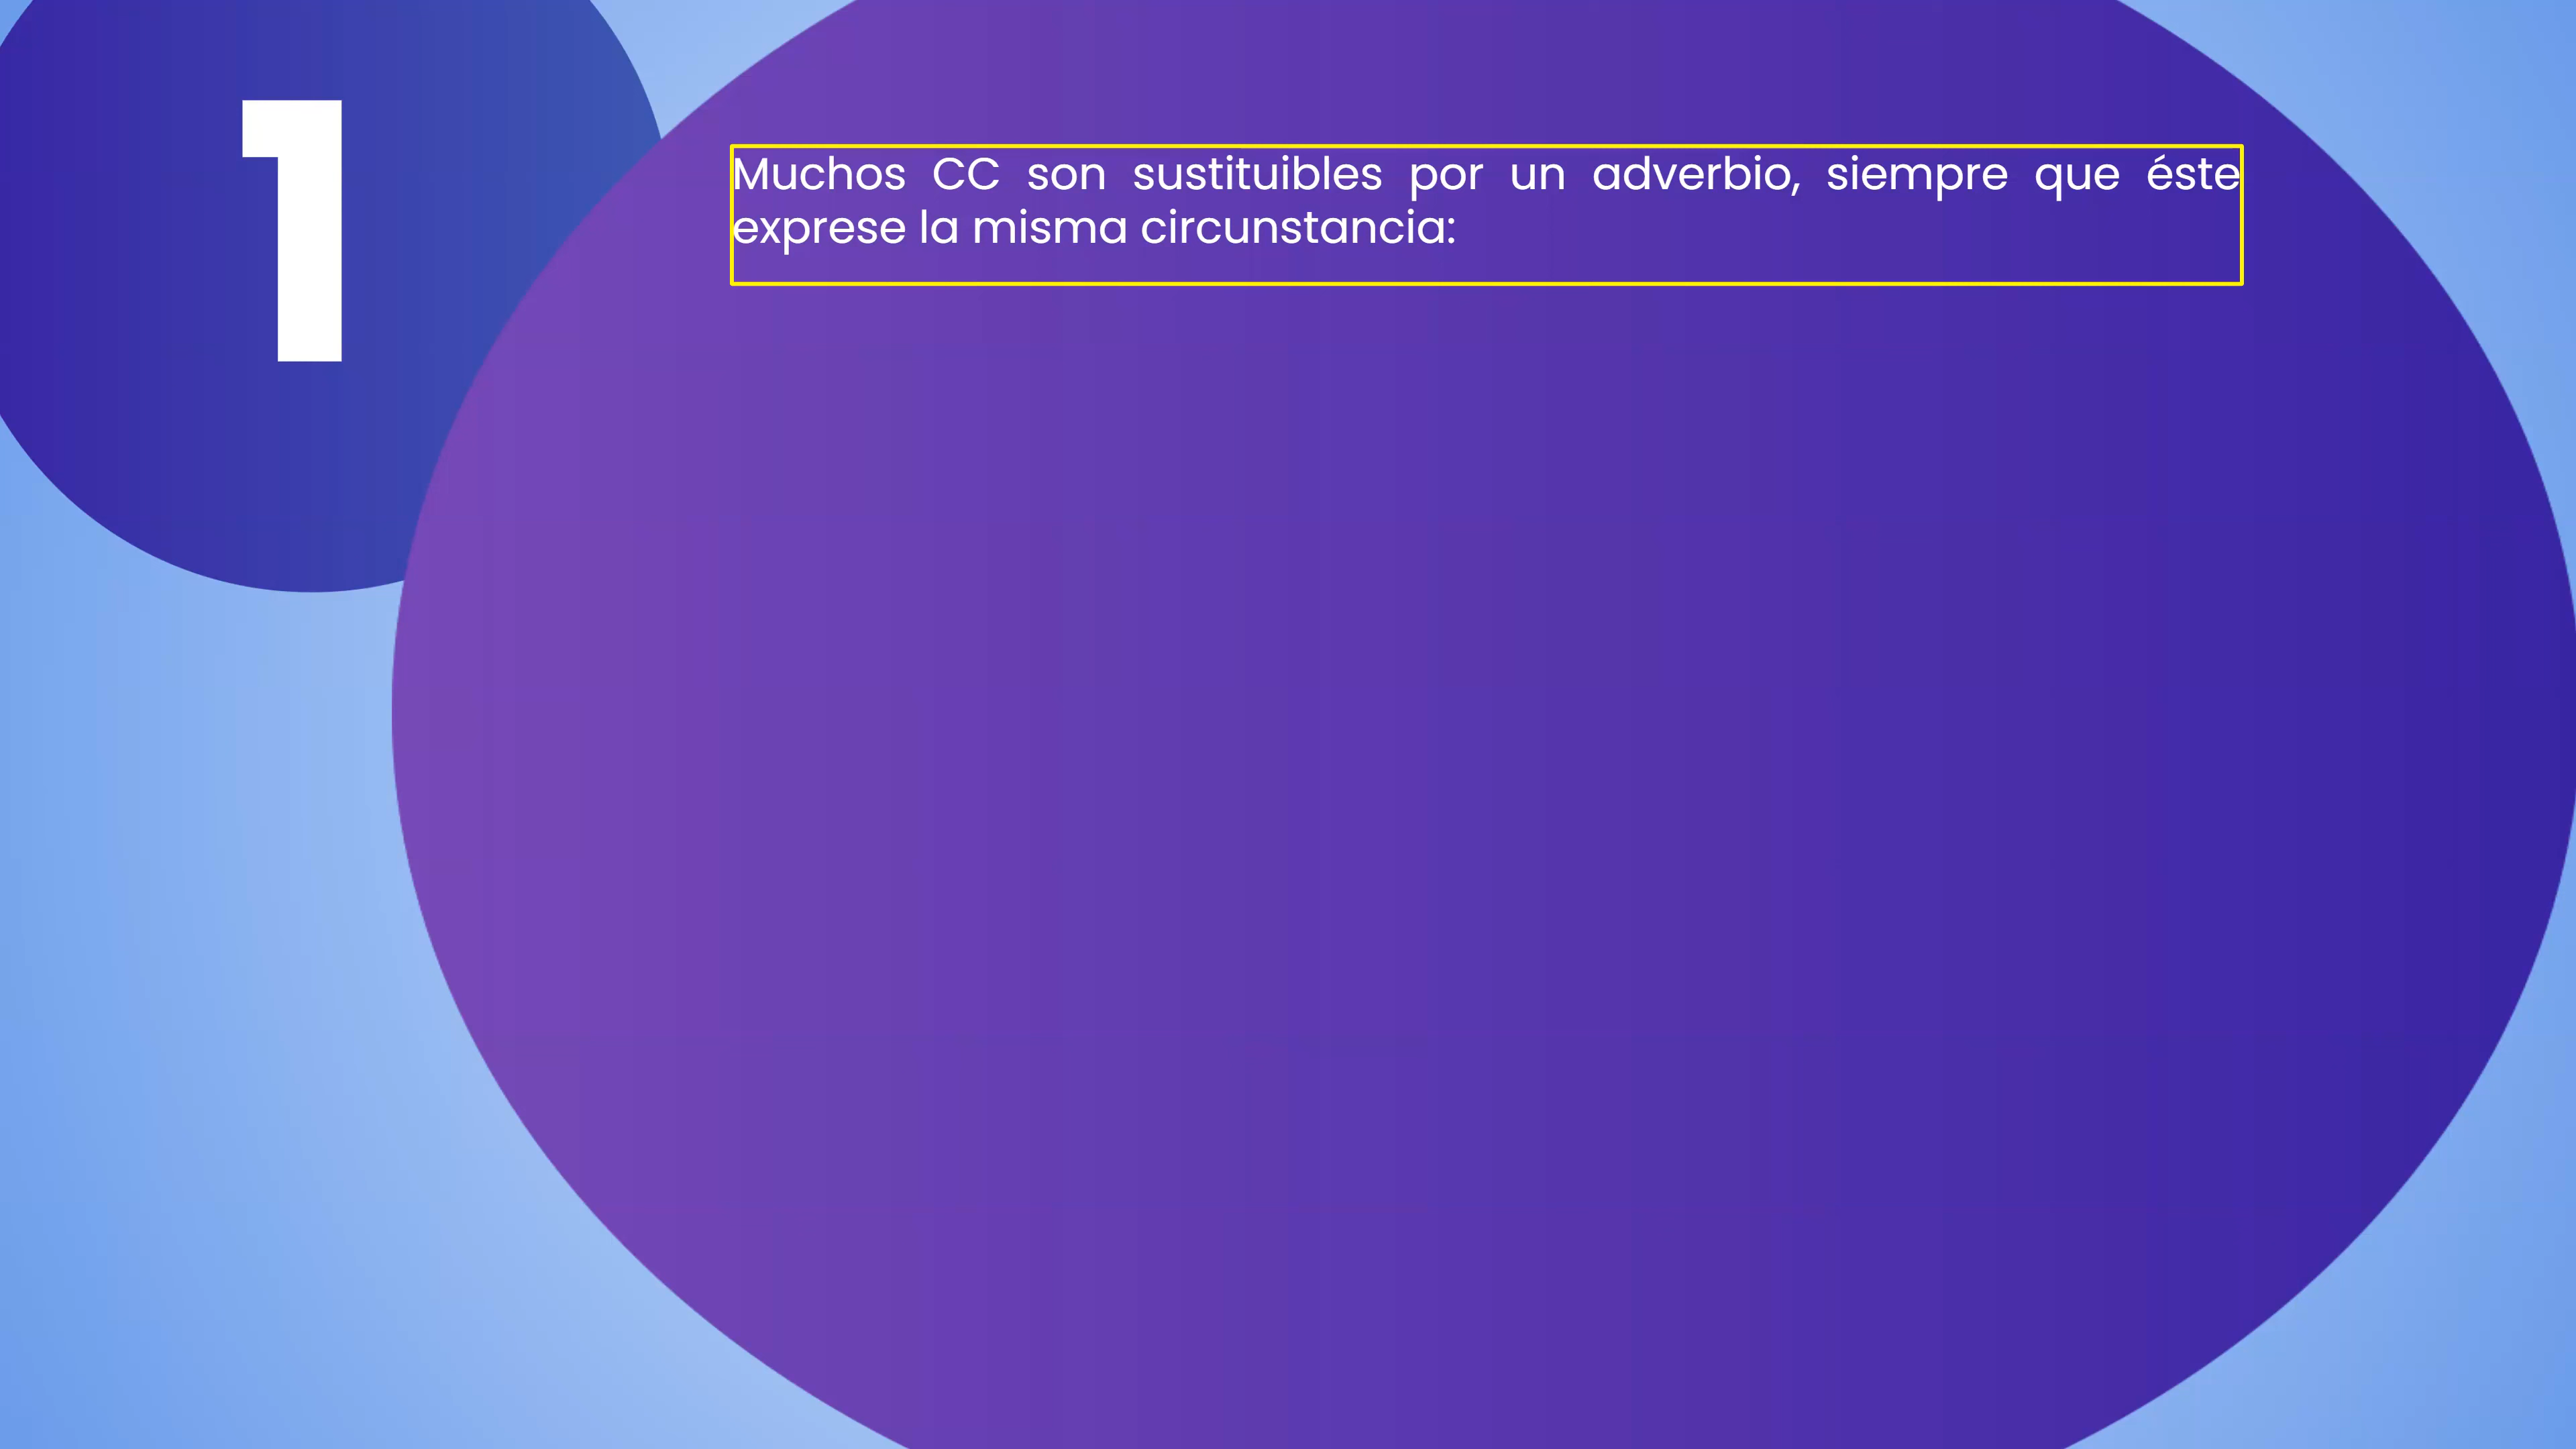 1
Muchos CC son sustituibles por un adverbio, siempre que éste
exprese la misma circunstancia: